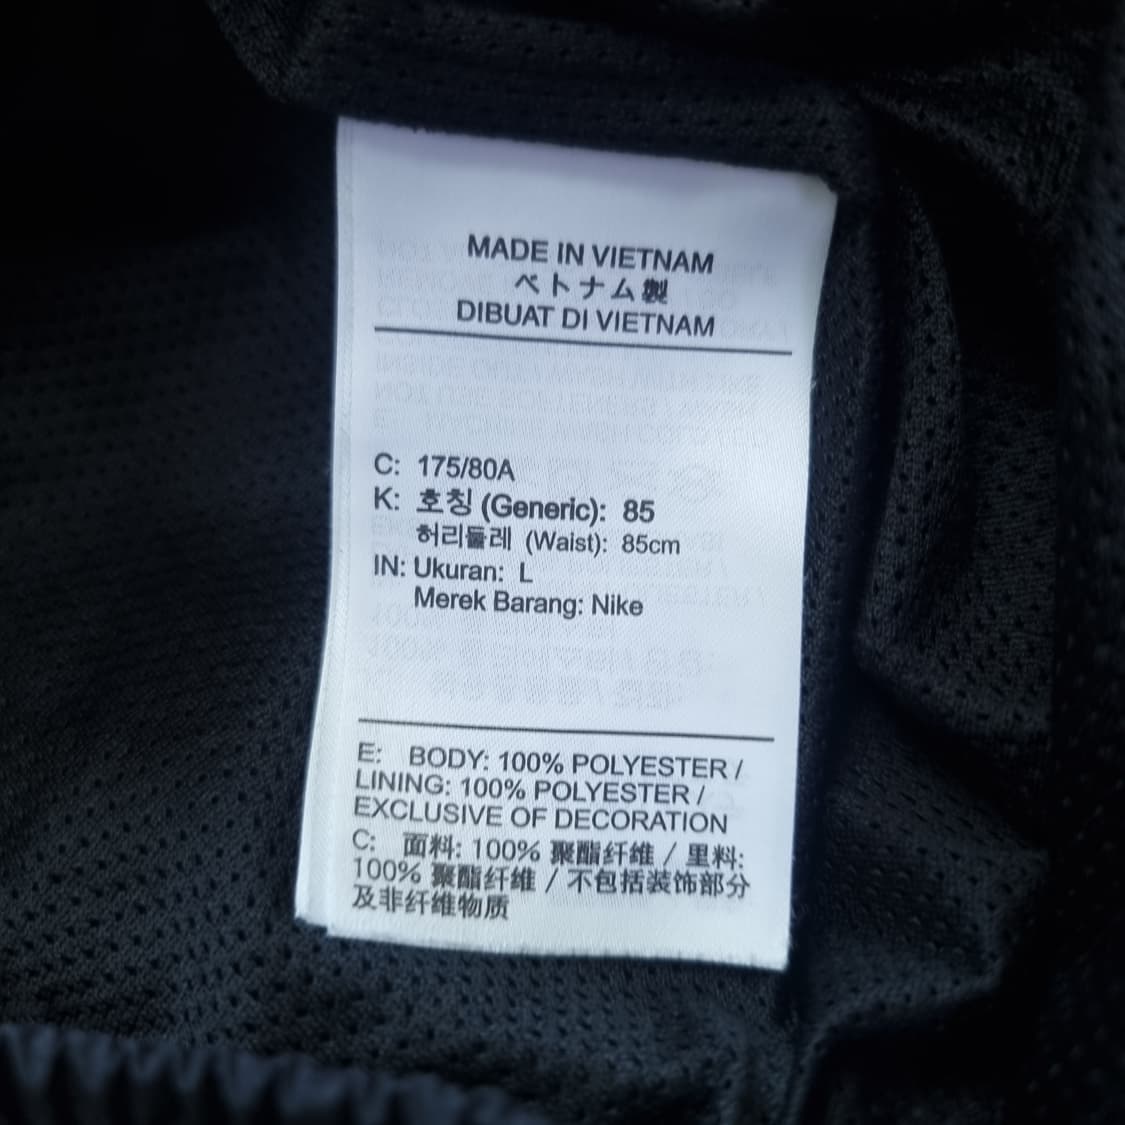 MADE IN VIETNAM
ベトナム製
DIBUAT DI VIETNAM
C: 175/80A
K: 호칭 (Generic): 85
허리둘레 (Waist): 85cm
IN: Ukuran: L
Merek Barang: Nike
E: BODY: 100% POLYESTER /
LINING: 100% POLYESTER /
EXCLUSIVE OF DECORATION
C: 面料: 100% 聚酯纤维 / 里料:
100% 聚酯纤维 / 不包括装饰部分
及非纤维物质